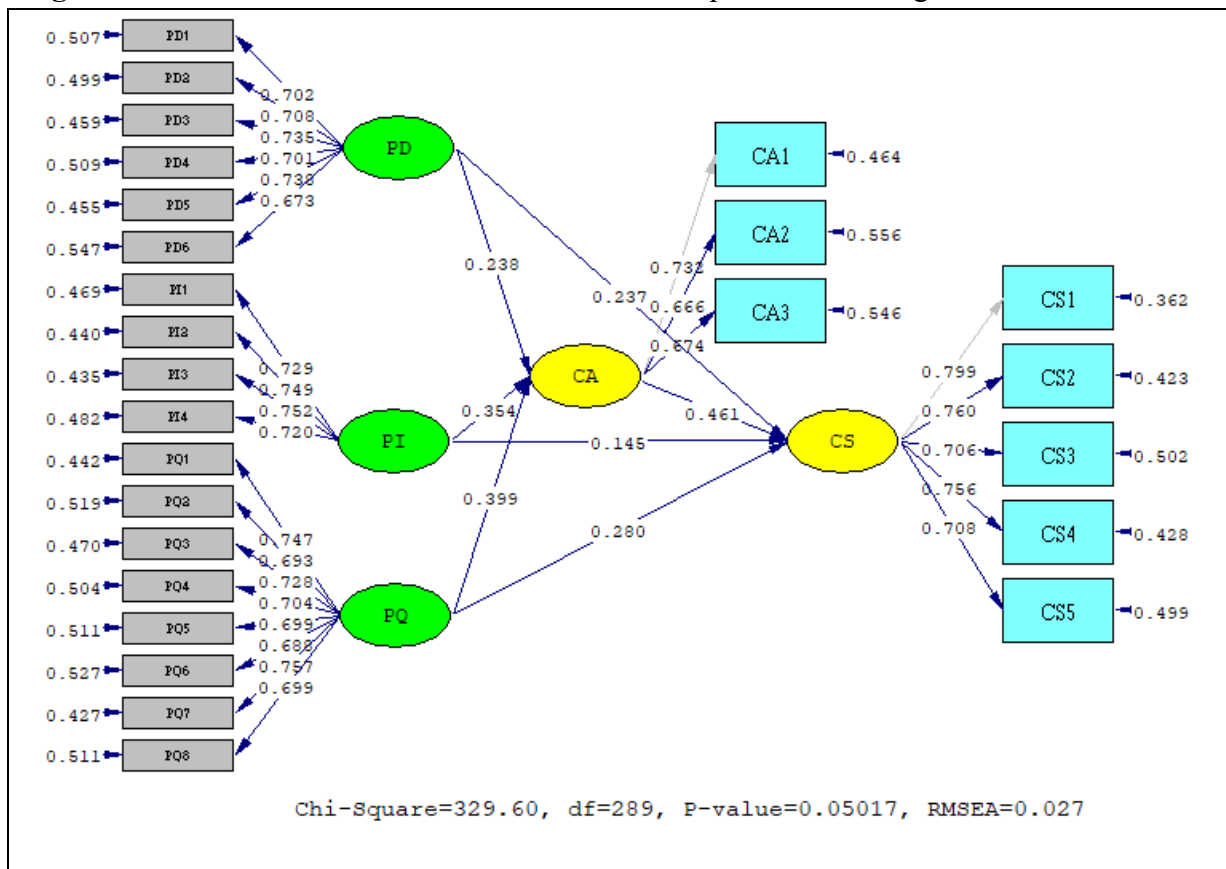 0.507 PD1
0.499 PD2
0.459 PD3
0.509 PD4
0.455 PD5
0.547 PD6
0.469 PI1
0.440 PI2
0.435 PI3
0.482 PI4
0.442 PQ1
0.519 PQ2
0.470 PQ3
0.504 PQ4
0.511 PQ5
0.527 PQ6
0.427 PQ7
0.511 PQ8
0.702
0.708
0.735
0.701
0.738
0.673
0.729
0.749
0.752
0.720
0.747
0.693
0.728
0.704
0.699
0.688
0.757
0.699
PD
PI
PQ
0.238
0.237
0.354
0.145
0.399
0.280
CA
0.461
CS
0.732
0.666
0.674
CA1 0.464
CA2 0.556
CA3 0.546
0.799
0.760
0.706
0.756
0.708
CS1 0.362
CS2 0.423
CS3 0.502
CS4 0.428
CS5 0.499
Chi-Square=329.60, df=289, P-value=0.05017, RMSEA=0.027